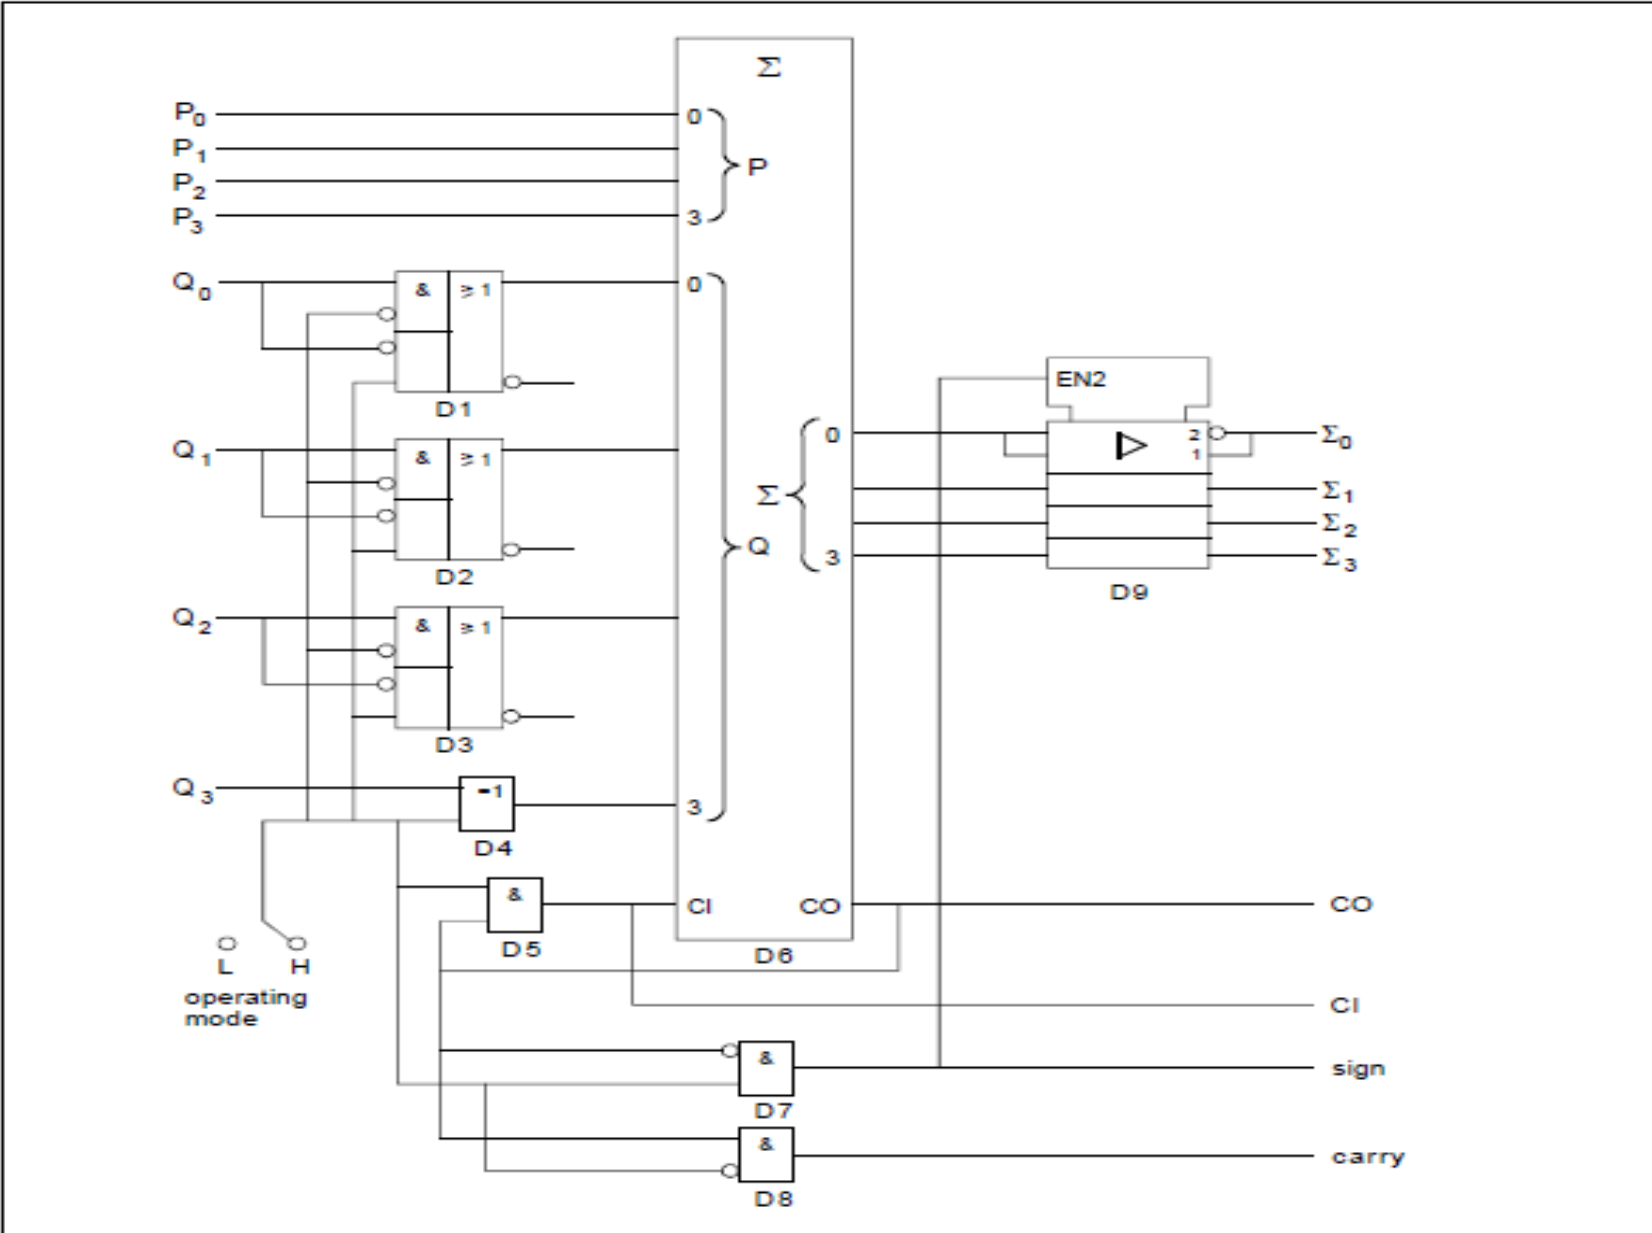 Σ
P0
0
P1
P
P2
P3
3
Q0
&
≥1
0
D1
EN2
Q1
&
≥1
0
2
Σ0
1
Σ
Σ1
Σ2
Q
3
Σ3
D2
D9
Q2
&
≥1
D3
Q3
=1
3
D4
&
CI
CO
CO
D5
D6
L
H
operating
mode
CI
&
sign
D7
&
carry
D8